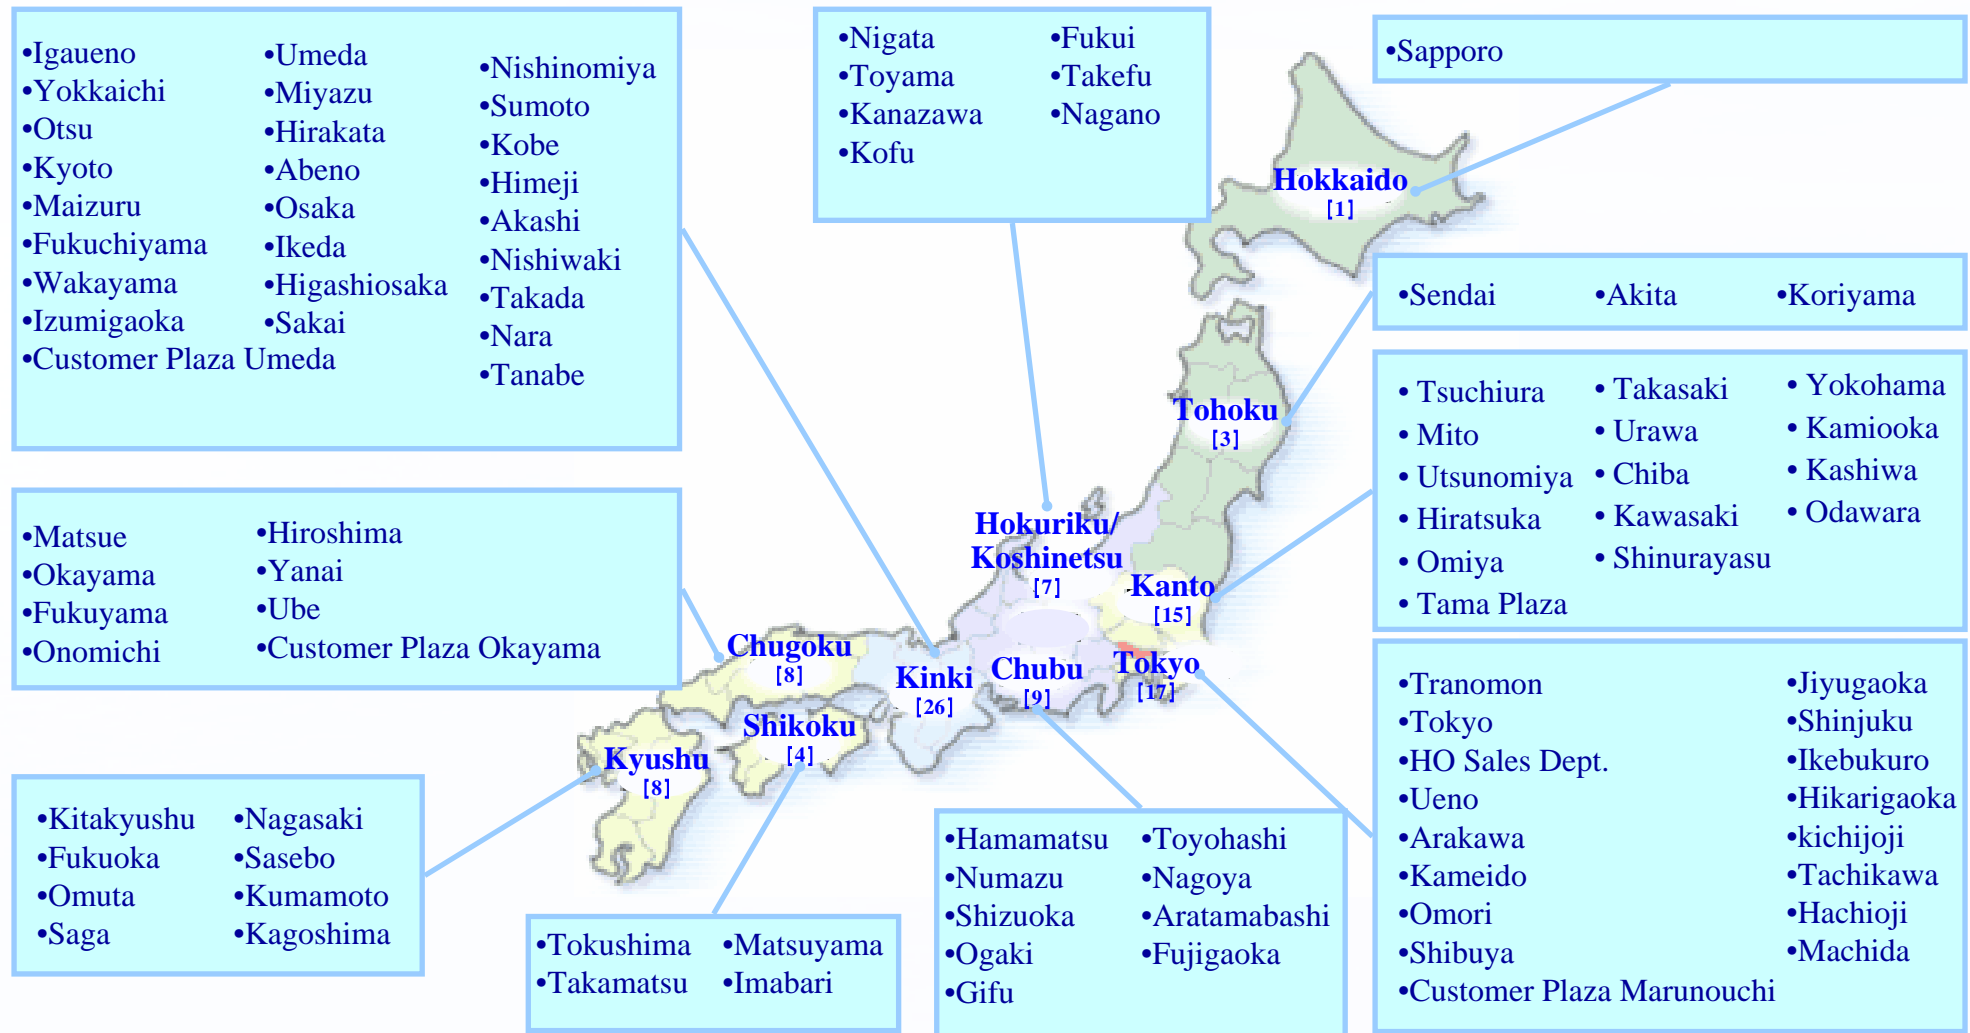 •Igaueno
•Yokkaichi
•Otsu
•Kyoto
•Maizuru
•Fukuchiyama
•Wakayama
•Izumigaoka
•Customer Plaza Umeda
•Umeda
•Miyazu
•Hirakata
•Abeno
•Osaka
•Ikeda
•Higashiosaka
•Sakai
•Nishinomiya
•Sumoto
•Kobe
•Himeji
•Akashi
•Nishiwaki
•Takada
•Nara
•Tanabe
•Nigata
•Toyama
•Kanazawa
•Kofu
•Fukui
•Takefu
•Nagano
•Sapporo
Hokkaido
[1]
•Sendai
•Akita
•Koriyama
Tohoku
[3]
• Tsuchiura
• Mito
• Utsunomiya
• Hiratsuka
• Omiya
• Tama Plaza
• Takasaki
• Urawa
• Chiba
• Kawasaki
• Shinurayasu
• Yokohama
• Kamiooka
• Kashiwa
• Odawara
Hokuriku/
Koshinetsu
[7]
Kanto
[15]
•Matsue
•Okayama
•Fukuyama
•Onomichi
•Hiroshima
•Yanai
•Ube
•Customer Plaza Okayama
Chugoku
[8]
Kinki
[26]
Chubu
[9]
Tokyo
[17]
Shikoku
[4]
Kyushu
[8]
•Tranomon
•Tokyo
•HO Sales Dept.
•Ueno
•Arakawa
•Kameido
•Omori
•Shibuya
•Customer Plaza Marunouchi
•Jiyugaoka
•Shinjuku
•Ikebukuro
•Hikarigaoka
•kichijoji
•Tachikawa
•Hachioji
•Machida
•Kitakyushu
•Fukuoka
•Omuta
•Saga
•Nagasaki
•Sasebo
•Kumamoto
•Kagoshima
•Tokushima
•Takamatsu
•Matsuyama
•Imabari
•Hamamatsu
•Numazu
•Shizuoka
•Ogaki
•Gifu
•Toyohashi
•Nagoya
•Aratamabashi
•Fujigaoka